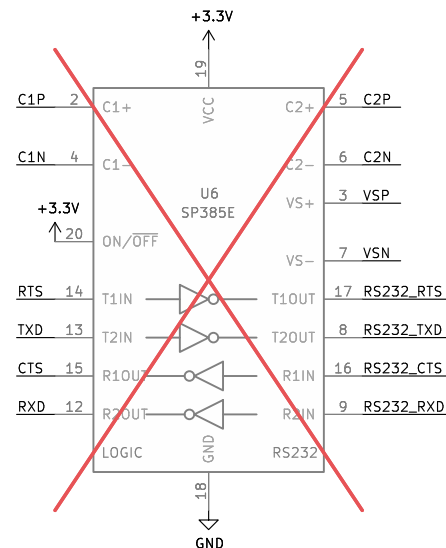 +3.3V
19
VCC
C1P 2 C1+ C2+ 5 C2P
C1N 4 C1- C2- 6 C2N
U6
SP385E
VS+ 3 VSP
+3.3V
20 ON/OFF
VS- 7 VSN
RTS 14 T1IN T1OUT 17 RS232_RTS
TXD 13 T2IN T2OUT 8 RS232_TXD
CTS 15 R1OUT R1IN 16 RS232_CTS
RXD 12 R2OUT R2IN 9 RS232_RXD
LOGIC GND RS232
18
GND